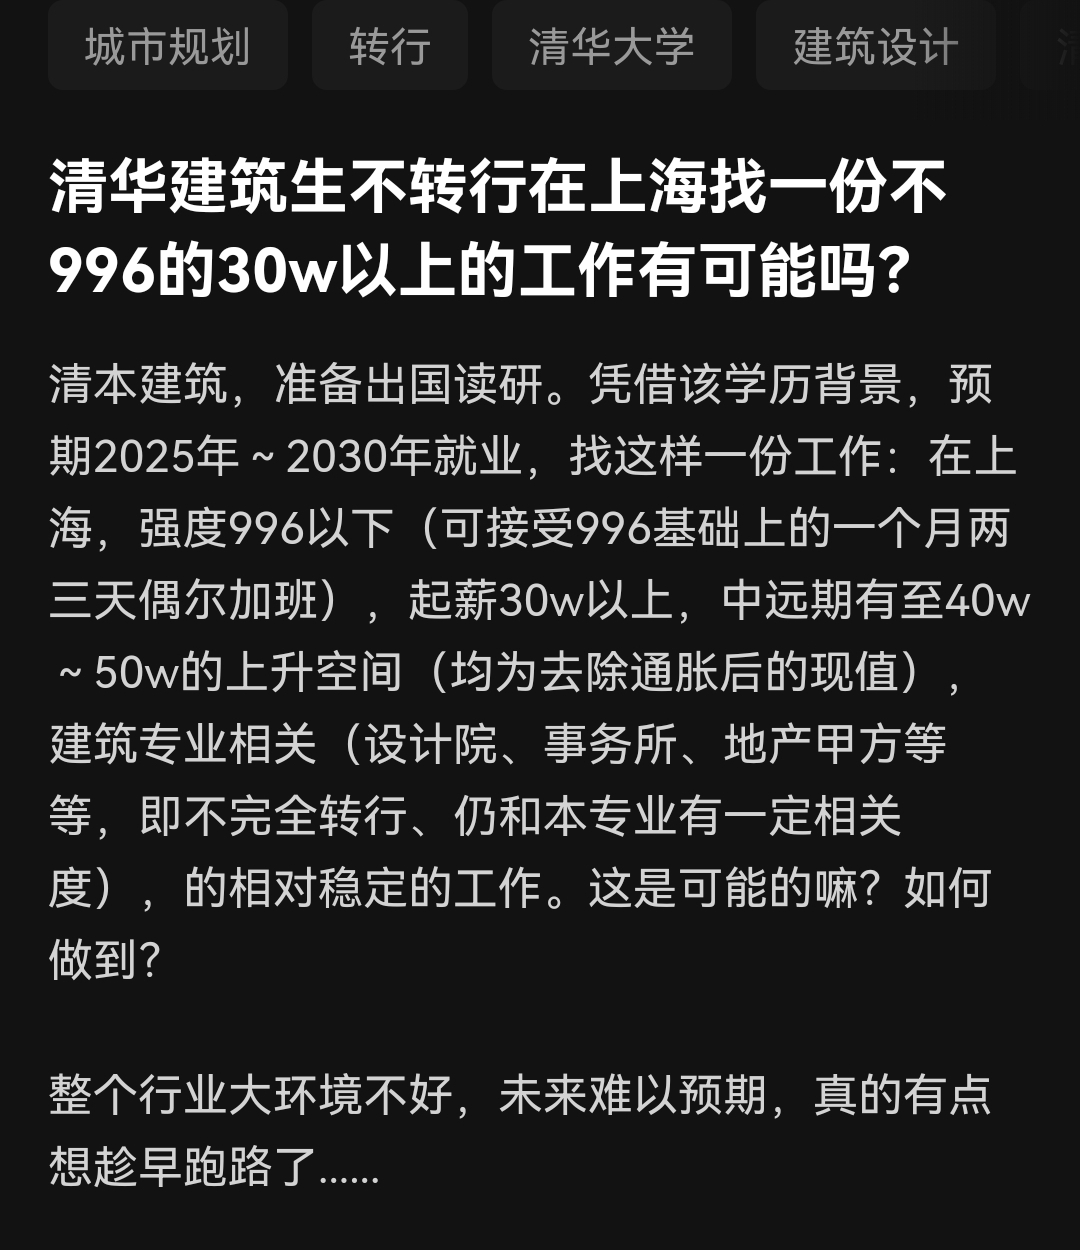 城市规划 转行 清华大学 建筑设计
清华建筑生不转行在上海找一份不
996的30w以上的工作有可能吗？
清本建筑，准备出国读研。凭借该学历背景，预
期2025年 ~ 2030年就业，找这样一份工作：在上
海，强度996以下（可接受996基础上的一个月两
三天偶尔加班），起薪30w以上，中远期有至40w
~ 50w的上升空间（均为去除通胀后的现值），
建筑专业相关（设计院、事务所、地产甲方等
等，即不完全转行、仍和本专业有一定相关
度），的相对稳定的工作。这是可能的嘛？如何
做到？
整个行业大环境不好，未来难以预期，真的有点
想趁早跑路了......